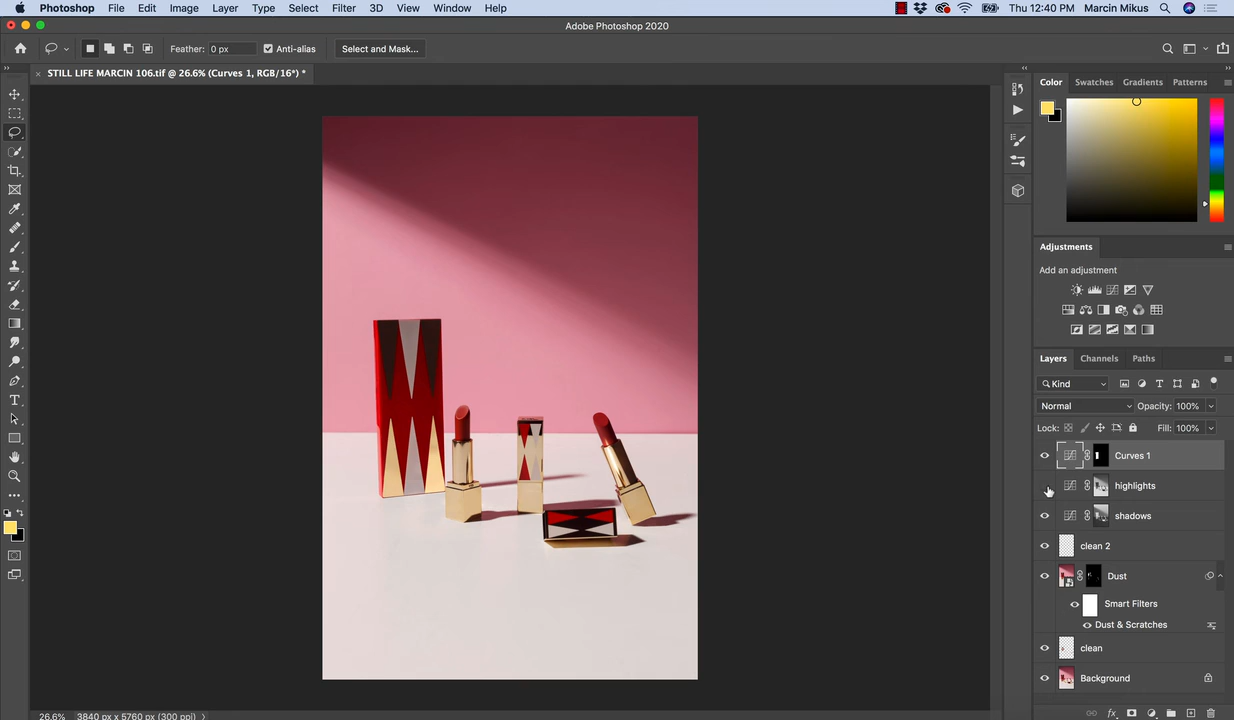 Photoshop File Edit Image Layer Type Select Filter 3D View Window Help Thu 12:40 PM Marcin Mikus
Adobe Photoshop 2020
Feather: 0 px Anti-alias Select and Mask...
STILL LIFE MARCIN 106.tif @ 26.6% (Curves 1, RGB/16*) *
Color Swatches Gradients Patterns
Adjustments
Add an adjustment
Layers Channels Paths
Kind
Normal Opacity: 100%
Lock: Fill: 100%
Curves 1
highlights
shadows
clean 2
Dust
Smart Filters
Dust & Scratches
clean
Background
26.6% 3840 px x 5760 px (300 ppi)